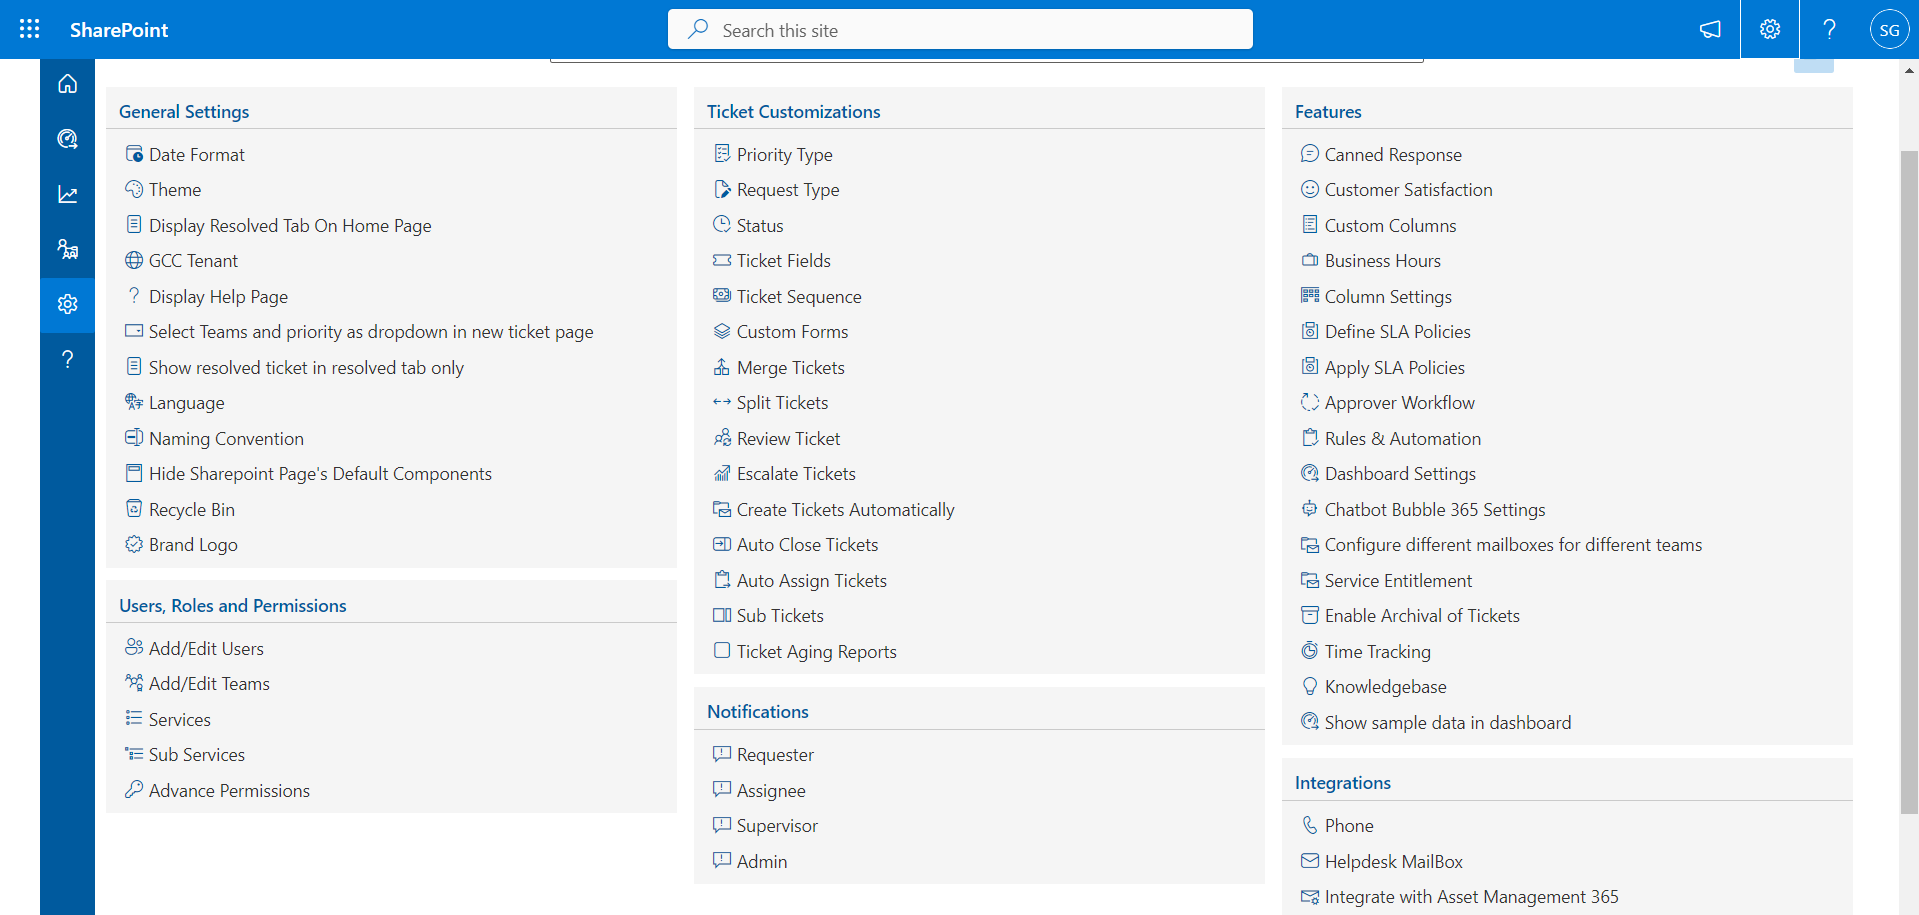 SharePoint
Search this site
?
SG
?
General Settings
Date Format
Theme
Display Resolved Tab On Home Page
GCC Tenant
? Display Help Page
Select Teams and priority as dropdown in new ticket page
Show resolved ticket in resolved tab only
Language
Naming Convention
Hide Sharepoint Page's Default Components
Recycle Bin
Brand Logo
Users, Roles and Permissions
Add/Edit Users
Add/Edit Teams
Services
Sub Services
Advance Permissions
Ticket Customizations
Priority Type
Request Type
Status
Ticket Fields
Ticket Sequence
Custom Forms
Merge Tickets
Split Tickets
Review Ticket
Escalate Tickets
Create Tickets Automatically
Auto Close Tickets
Auto Assign Tickets
Sub Tickets
Ticket Aging Reports
Notifications
Requester
Assignee
Supervisor
Admin
Features
Canned Response
Customer Satisfaction
Custom Columns
Business Hours
Column Settings
Define SLA Policies
Apply SLA Policies
Approver Workflow
Rules & Automation
Dashboard Settings
Chatbot Bubble 365 Settings
Configure different mailboxes for different teams
Service Entitlement
Enable Archival of Tickets
Time Tracking
Knowledgebase
Show sample data in dashboard
Integrations
Phone
Helpdesk MailBox
Integrate with Asset Management 365